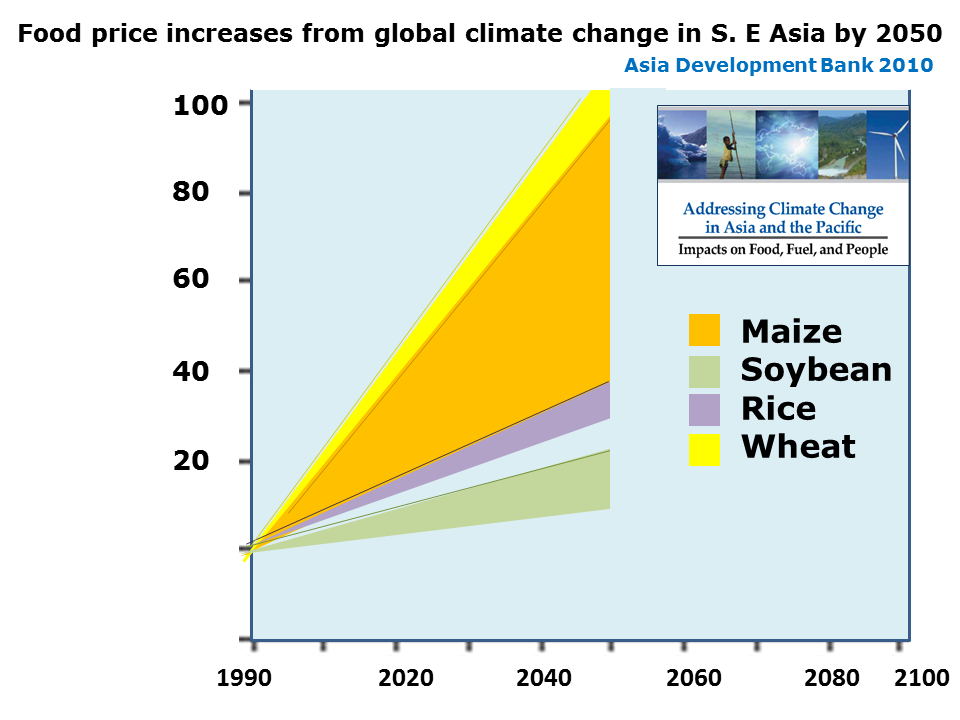 Food price increases from global climate change in S. E Asia by 2050
Asia Development Bank 2010
100
80
60
40
20
Addressing Climate Change
in Asia and the Pacific
Impacts on Food, Fuel, and People
Maize
Soybean
Rice
Wheat
1990 2020 2040 2060 2080 2100